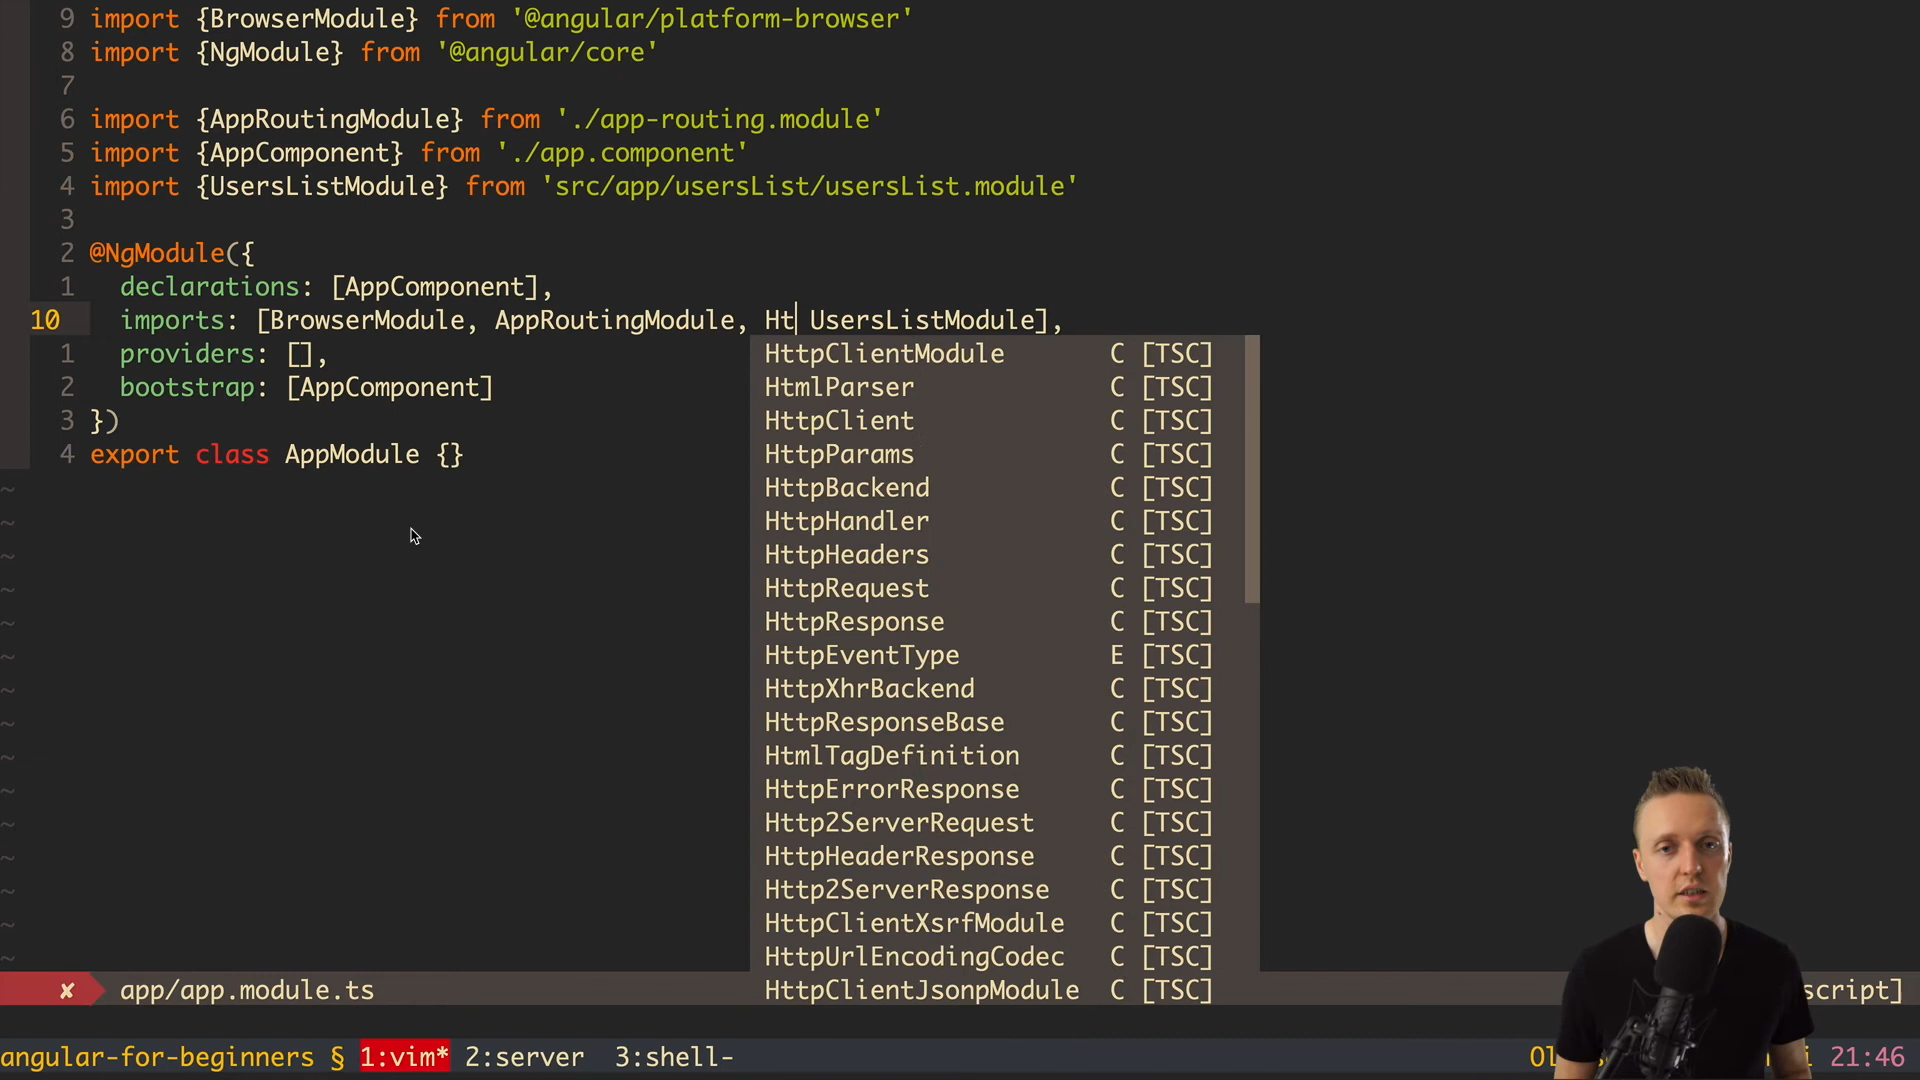 9 import {BrowserModule} from '@angular/platform-browser'
8 import {NgModule} from '@angular/core'
7
6 import {AppRoutingModule} from './app-routing.module'
5 import {AppComponent} from './app.component'
4 import {UsersListModule} from 'src/app/usersList/usersList.module'
3
2 @NgModule({
1 declarations: [AppComponent],
10 imports: [BrowserModule, AppRoutingModule, Ht UsersListModule],
1 providers: [],
2 bootstrap: [AppComponent]
3 })
4 export class AppModule {}
HttpClientModule C [TSC]
HtmlParser C [TSC]
HttpClient C [TSC]
HttpParams C [TSC]
HttpBackend C [TSC]
HttpHandler C [TSC]
HttpHeaders C [TSC]
HttpRequest C [TSC]
HttpResponse C [TSC]
HttpEventType E [TSC]
HttpXhrBackend C [TSC]
HttpResponseBase C [TSC]
HtmlTagDefinition C [TSC]
HttpErrorResponse C [TSC]
Http2ServerRequest C [TSC]
HttpHeaderResponse C [TSC]
Http2ServerResponse C [TSC]
HttpClientXsrfModule C [TSC]
HttpUrlEncodingCodec C [TSC]
HttpClientJsonpModule C [TSC]
✘ app/app.module.ts script]
angular-for-beginners § 1:vim* 2:server 3:shell- 21:46